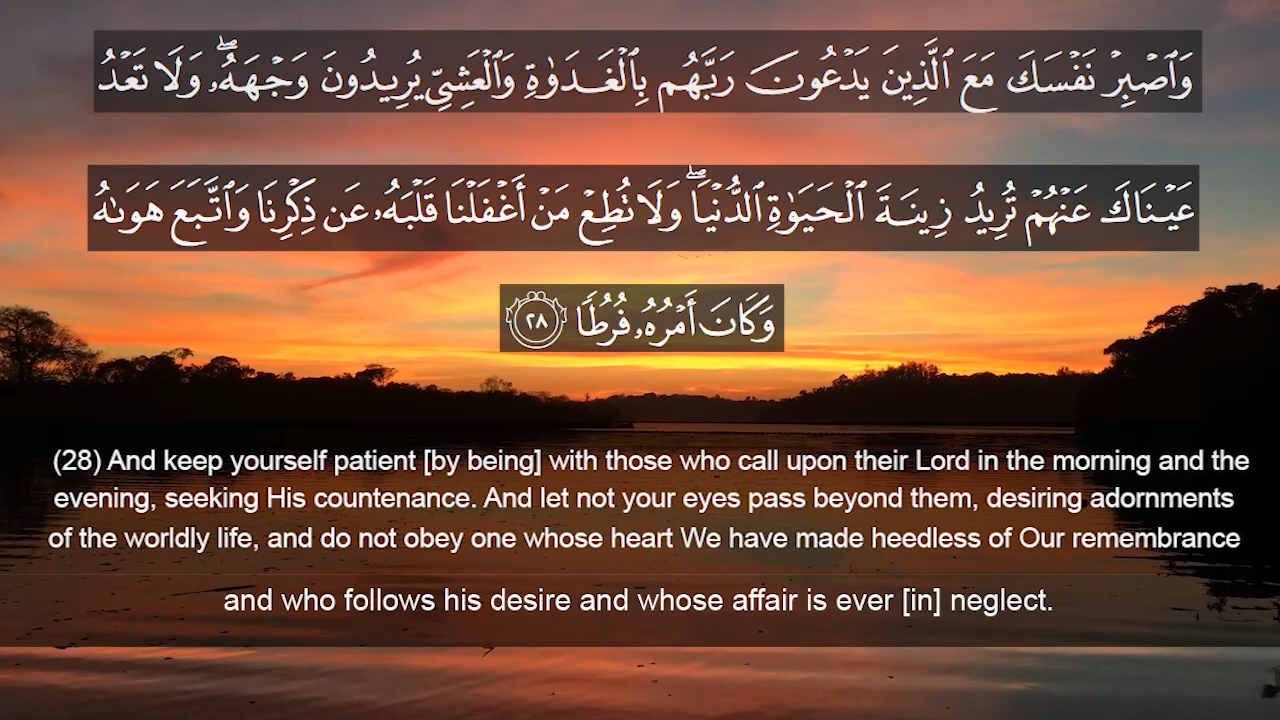 وَٱصۡبِرۡ نَفۡسَكَ مَعَ ٱلَّذِينَ يَدۡعُونَ رَبَّهُم بِٱلۡغَدَوٰةِ وَٱلۡعَشِيِّ يُرِيدُونَ وَجۡهَهُۥۖ وَلَا تَعۡدُ
عَيۡنَاكَ عَنۡهُمۡ تُرِيدُ زِينَةَ ٱلۡحَيَوٰةِ ٱلدُّنۡيَاۖ وَلَا تُطِعۡ مَنۡ أَغۡفَلۡنَا قَلۡبَهُۥ عَن ذِكۡرِنَا وَٱتَّبَعَ هَوَىٰهُ
وَكَانَ أَمۡرُهُۥ فُرُطٗا ٢٨
(28) And keep yourself patient [by being] with those who call upon their Lord in the morning and the
evening, seeking His countenance. And let not your eyes pass beyond them, desiring adornments
of the worldly life, and do not obey one whose heart We have made heedless of Our remembrance
and who follows his desire and whose affair is ever [in] neglect.